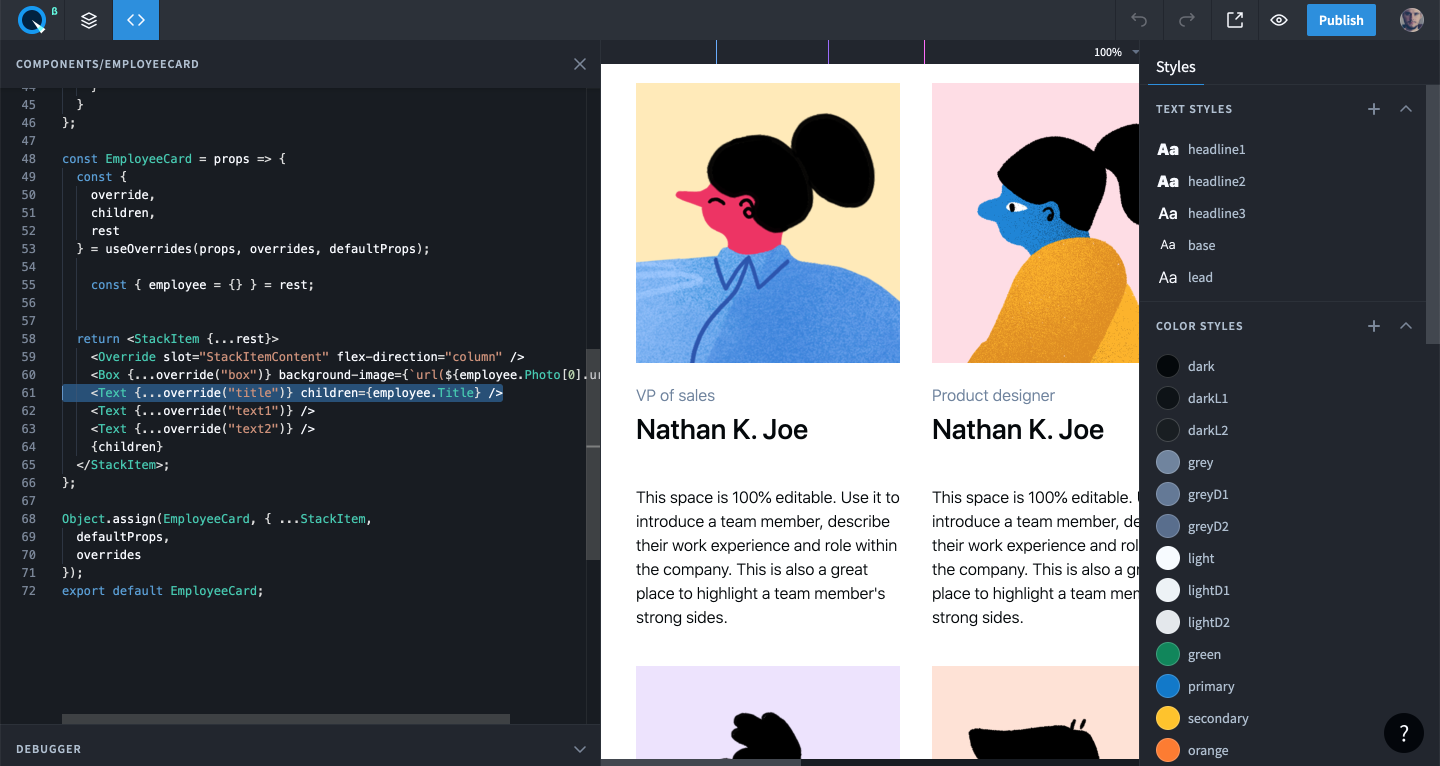 β
Publish
COMPONENTS/EMPLOYEECARD
100%
Styles
44 }
45 }
46 };
47
48 const EmployeeCard = props => {
49 const {
50 override,
51 children,
52 rest
53 } = useOverrides(props, overrides, defaultProps);
54
55 const { employee = {} } = rest;
56
57
58 return <StackItem {...rest}>
59 <Override slot="StackItemContent" flex-direction="column" />
60 <Box {...override("box")} background-image={`url(${employee.Photo[0].ur
61 <Text {...override("title")} children={employee.Title} />
62 <Text {...override("text1")} />
63 <Text {...override("text2")} />
64 {children}
65 </StackItem>;
66 };
67
68 Object.assign(EmployeeCard, { ...StackItem,
69 defaultProps,
70 overrides
71 });
72 export default EmployeeCard;
DEBUGGER
VP of sales
Nathan K. Joe
This space is 100% editable. Use it to
introduce a team member, describe
their work experience and role within
the company. This is also a great
place to highlight a team member's
strong sides.
Product designer
Nathan K. Joe
This space is 100% editable. U
introduce a team member, de
their work experience and rol
the company. This is also a gr
place to highlight a team mem
strong sides.
TEXT STYLES
Aa headline1
Aa headline2
Aa headline3
Aa base
Aa lead
COLOR STYLES
dark
darkL1
darkL2
grey
greyD1
greyD2
light
lightD1
lightD2
green
primary
secondary
orange
?